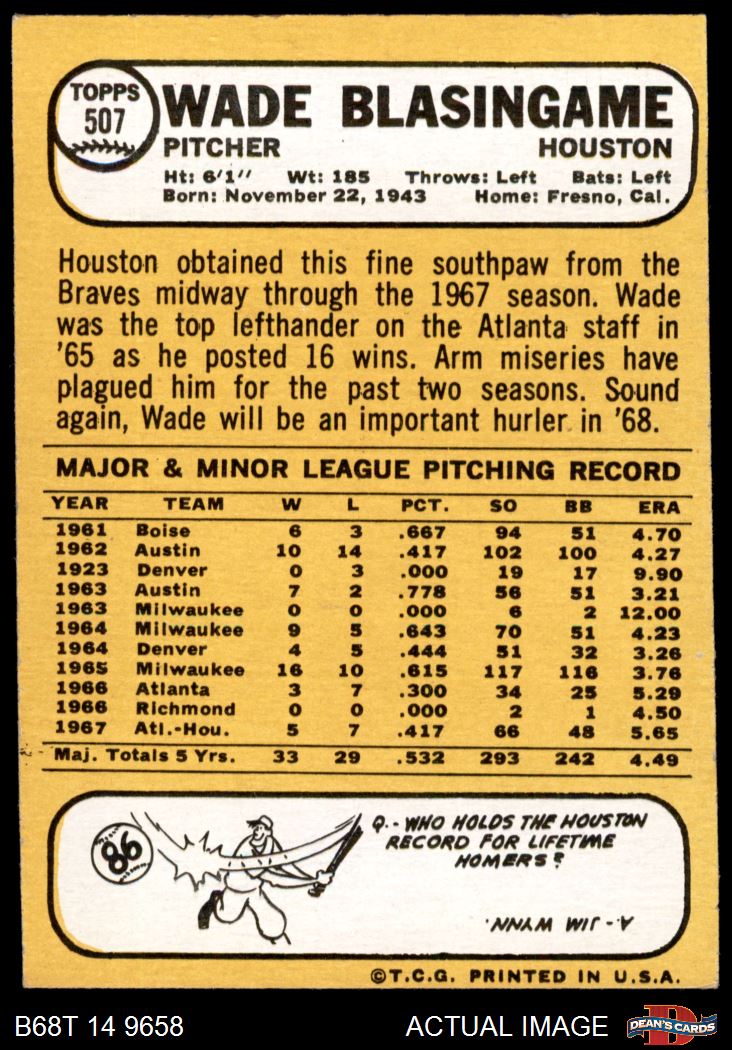 TOPPS
507
WADE BLASINGAME
PITCHER HOUSTON
Ht: 6'1'' Wt: 185 Throws: Left Bats: Left
Born: November 22, 1943 Home: Fresno, Cal.
Houston obtained this fine southpaw from the
Braves midway through the 1967 season. Wade
was the top lefthander on the Atlanta staff in
'65 as he posted 16 wins. Arm miseries have
plagued him for the past two seasons. Sound
again, Wade will be an important hurler in '68.
MAJOR & MINOR LEAGUE PITCHING RECORD
YEAR TEAM W L PCT. SO BB ERA
1961 Boise 6 3 .667 94 51 4.70
1962 Austin 10 14 .417 102 100 4.27
1923 Denver 0 3 .000 19 17 9.90
1963 Austin 7 2 .778 56 51 3.21
1963 Milwaukee 0 0 .000 6 2 12.00
1964 Milwaukee 9 5 .643 70 51 4.23
1964 Denver 4 5 .444 51 32 3.26
1965 Milwaukee 16 10 .615 117 116 3.76
1966 Atlanta 3 7 .300 34 25 5.29
1966 Richmond 0 0 .000 2 1 4.50
1967 Atl.-Hou. 5 7 .417 66 48 5.65
Maj. Totals 5 Yrs. 33 29 .532 293 242 4.49
86
Q.- WHO HOLDS THE HOUSTON
RECORD FOR LIFETIME
HOMERS?
A.- JIM WYNN.
©T.C.G. PRINTED IN U.S.A.
B68T 14 9658 ACTUAL IMAGE
DEAN'S CARDS